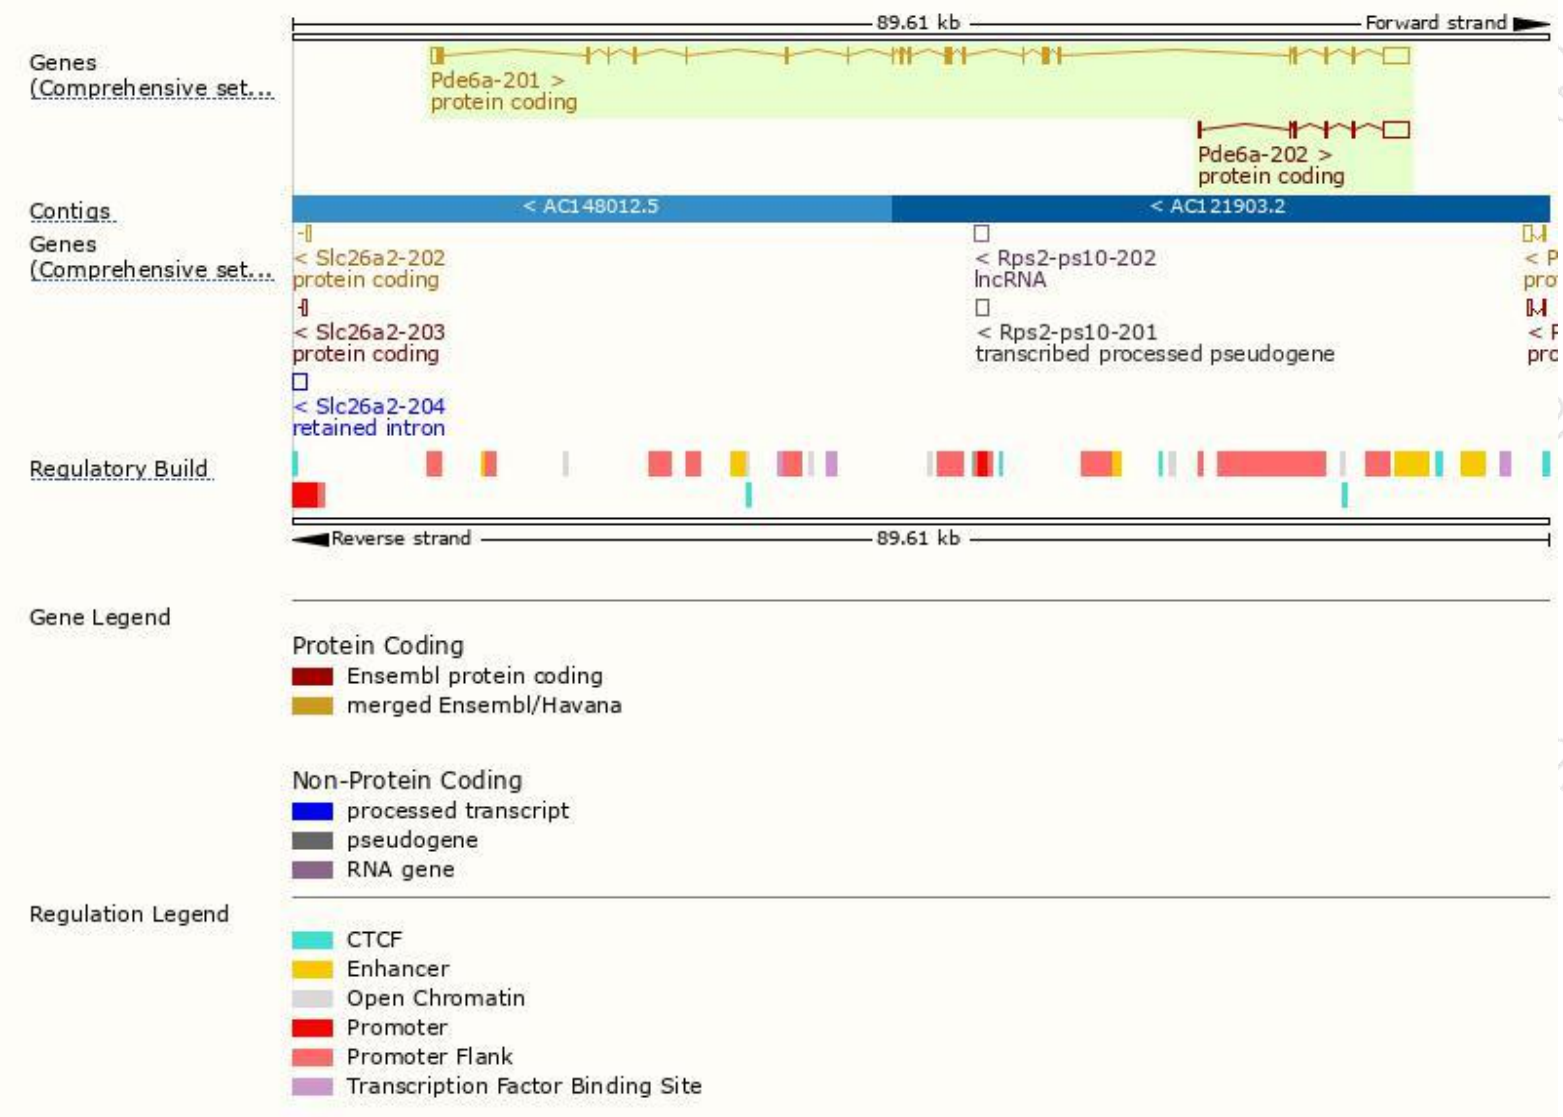 89.61 kb
Forward strand
Genes
(Comprehensive set...
Pde6a-201 >
protein coding
Pde6a-202 >
protein coding
Contigs
< AC148012.5
< AC121903.2
Genes
(Comprehensive set...
< Slc26a2-202
protein coding
< Rps2-ps10-202
lncRNA
< P
pro
< Slc26a2-203
protein coding
< Rps2-ps10-201
transcribed processed pseudogene
< P
pro
< Slc26a2-204
retained intron
Regulatory Build
Reverse strand
89.61 kb
Gene Legend
Protein Coding
Ensembl protein coding
merged Ensembl/Havana
Non-Protein Coding
processed transcript
pseudogene
RNA gene
Regulation Legend
CTCF
Enhancer
Open Chromatin
Promoter
Promoter Flank
Transcription Factor Binding Site